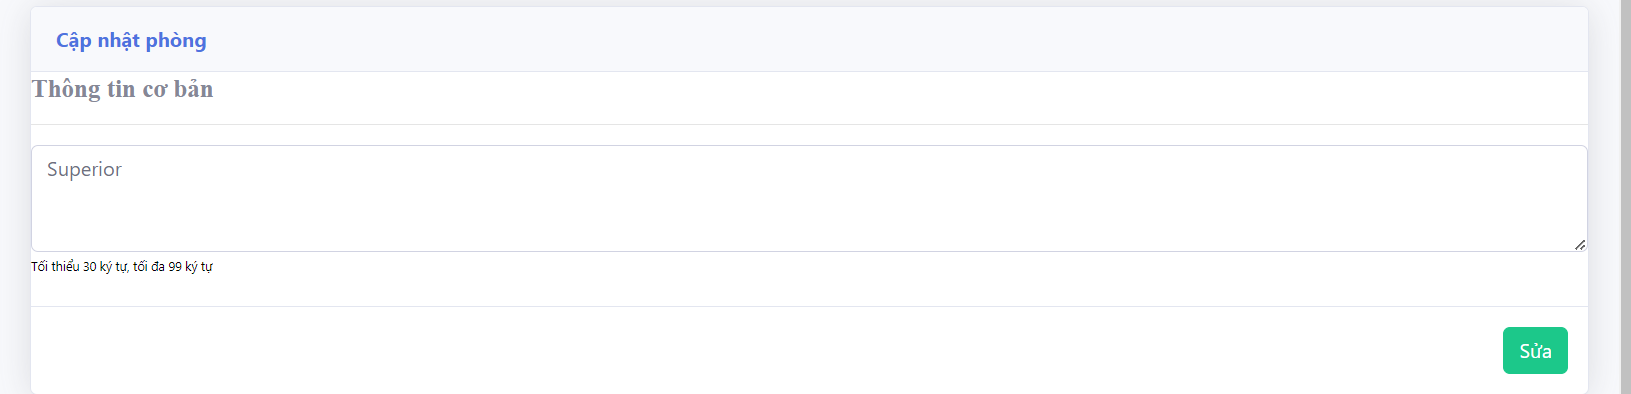 Cập nhật phòng
Thông tin cơ bản
Superior
Tối thiểu 30 ký tự, tối đa 99 ký tự
Sửa